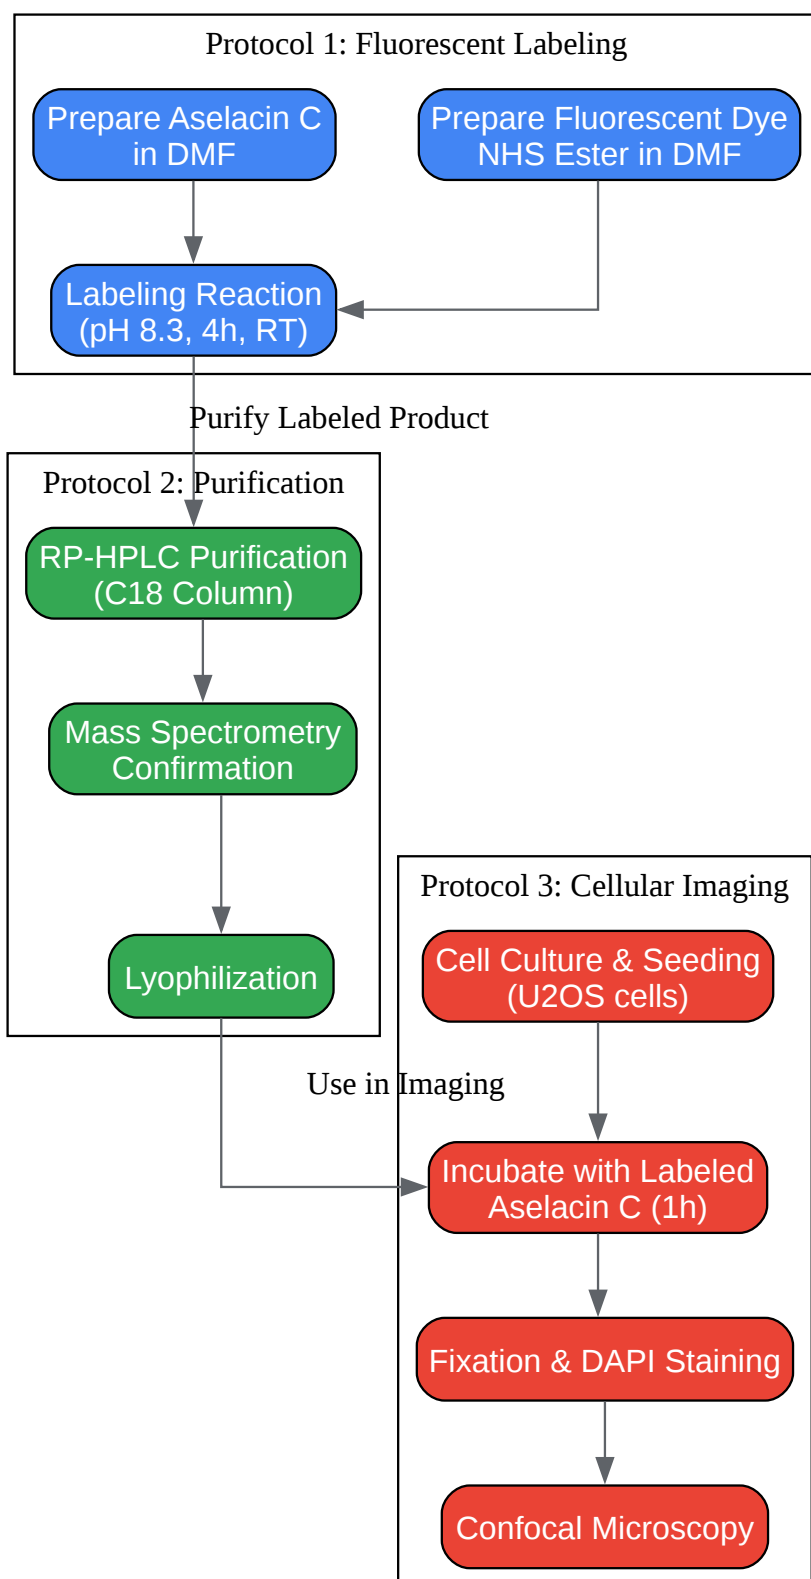 Protocol 1: Fluorescent Labeling
Prepare Aselacin C
in DMF
Prepare Fluorescent Dye
NHS Ester in DMF
Labeling Reaction
(pH 8.3, 4h, RT)
Purify Labeled Product
Protocol 2: Purification
RP-HPLC Purification
(C18 Column)
Mass Spectrometry
Confirmation
Lyophilization
Protocol 3: Cellular Imaging
Cell Culture & Seeding
(U2OS cells)
Use in Imaging
Incubate with Labeled
Aselacin C (1h)
Fixation & DAPI Staining
Confocal Microscopy